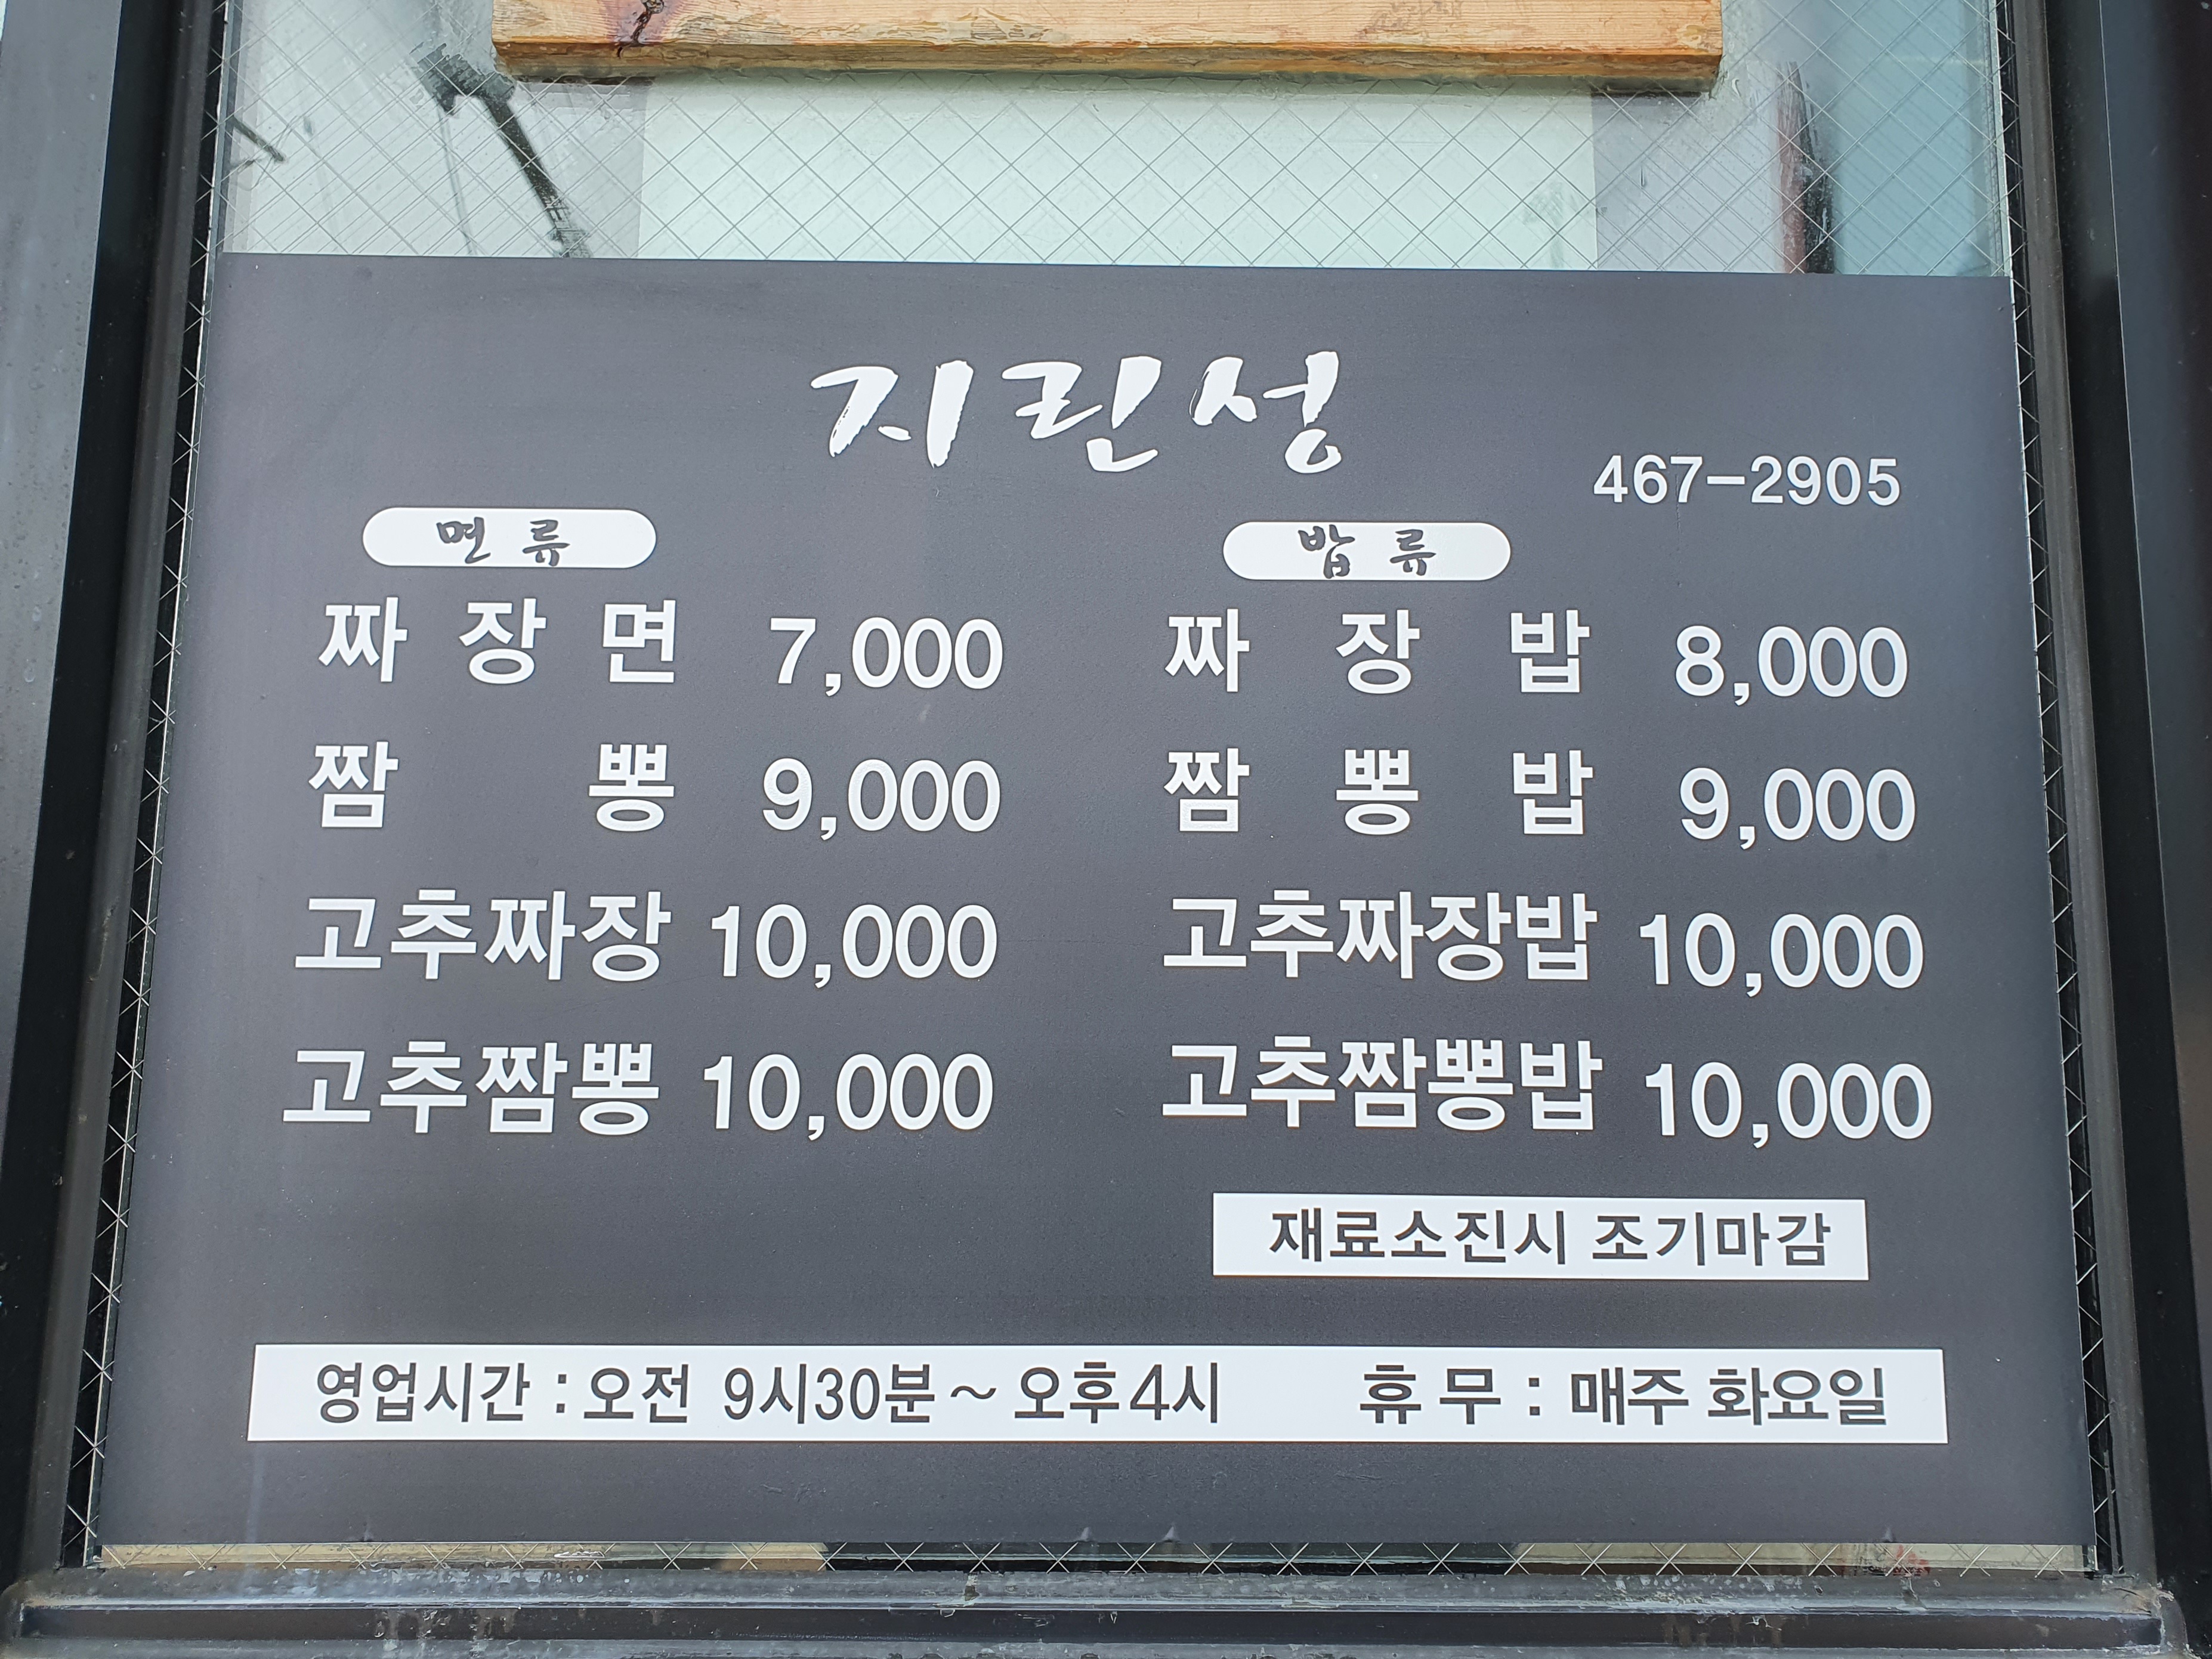 지린성
467-2905
면류
짜장면 7,000
짬뽕 9,000
고추짜장 10,000
고추짬뽕 10,000
밥류
짜장밥 8,000
짬뽕밥 9,000
고추짜장밥 10,000
고추짬뽕밥 10,000
재료소진시 조기마감
영업시간 : 오전 9시30분~오후4시 휴무 : 매주 화요일